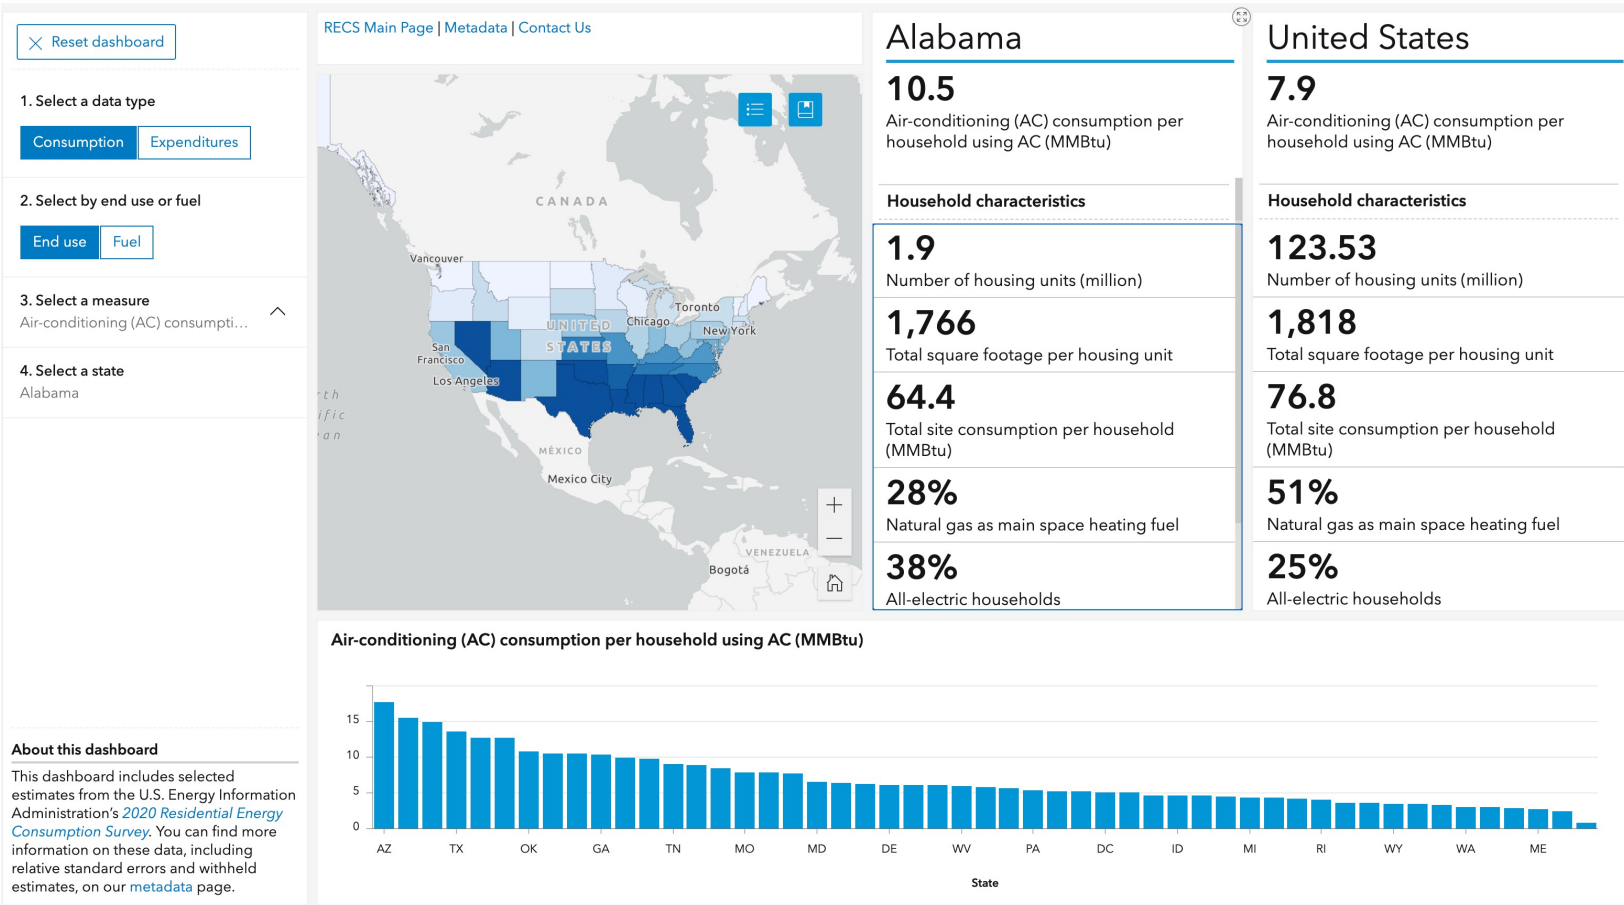 Reset dashboard
1. Select a data type
Consumption
Expenditures
2. Select by end use or fuel
End use
Fuel
3. Select a measure
Air-conditioning (AC) consumpti...
4. Select a state
Alabama
About this dashboard
This dashboard includes selected
estimates from the U.S. Energy Information
Administration's 2020 Residential Energy
Consumption Survey. You can find more
information on these data, including
relative standard errors and withheld
estimates, on our metadata page.
RECS Main Page | Metadata | Contact Us
CANADA
Vancouver
Toronto
Chicago
New York
UNITED
STATES
San
Francisco
Los Angeles
th
ific
an
MÉXICO
Mexico City
VENEZUELA
Bogotá
Alabama
10.5
Air-conditioning (AC) consumption per
household using AC (MMBtu)
Household characteristics
1.9
Number of housing units (million)
1,766
Total square footage per housing unit
64.4
Total site consumption per household
(MMBtu)
28%
Natural gas as main space heating fuel
38%
All-electric households
United States
7.9
Air-conditioning (AC) consumption per
household using AC (MMBtu)
Household characteristics
123.53
Number of housing units (million)
1,818
Total square footage per housing unit
76.8
Total site consumption per household
(MMBtu)
51%
Natural gas as main space heating fuel
25%
All-electric households
Air-conditioning (AC) consumption per household using AC (MMBtu)
15
10
5
0
AZ TX OK GA TN MO MD DE WV PA DC ID MI RI WY WA ME
State